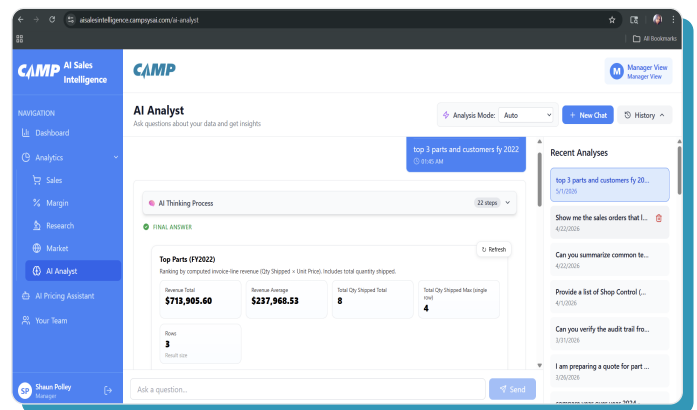 aisalesintelligence.campsysai.com/ai-analyst
All Bookmarks
CAMP AI Sales
Intelligence
NAVIGATION
Dashboard
Analytics
Sales
Margin
Research
Market
AI Analyst
AI Pricing Assistant
Your Team
SP Shaun Polley
Manager
CAMP
M Manager View
Manager View
AI Analyst
Ask questions about your data and get insights
Analysis Mode: Auto
+ New Chat
History
top 3 parts and customers fy 2022
01:45 AM
AI Thinking Process
22 steps
FINAL ANSWER
Refresh
Top Parts (FY2022)
Ranking by computed invoice-line revenue (Qty Shipped × Unit Price). Includes total quantity shipped.
Revenue Total
$713,905.60
Revenue Average
$237,968.53
Total Qty Shipped Total
8
Total Qty Shipped Max (single
row)
4
Rows
3
Result size
Ask a question...
Send
Recent Analyses
top 3 parts and customers fy 20...
5/1/2026
Show me the sales orders that l...
4/22/2026
Can you summarize common te...
4/22/2026
Provide a list of Shop Control (...
4/1/2026
Can you verify the audit trail fro...
3/31/2026
I am preparing a quote for part ...
3/26/2026